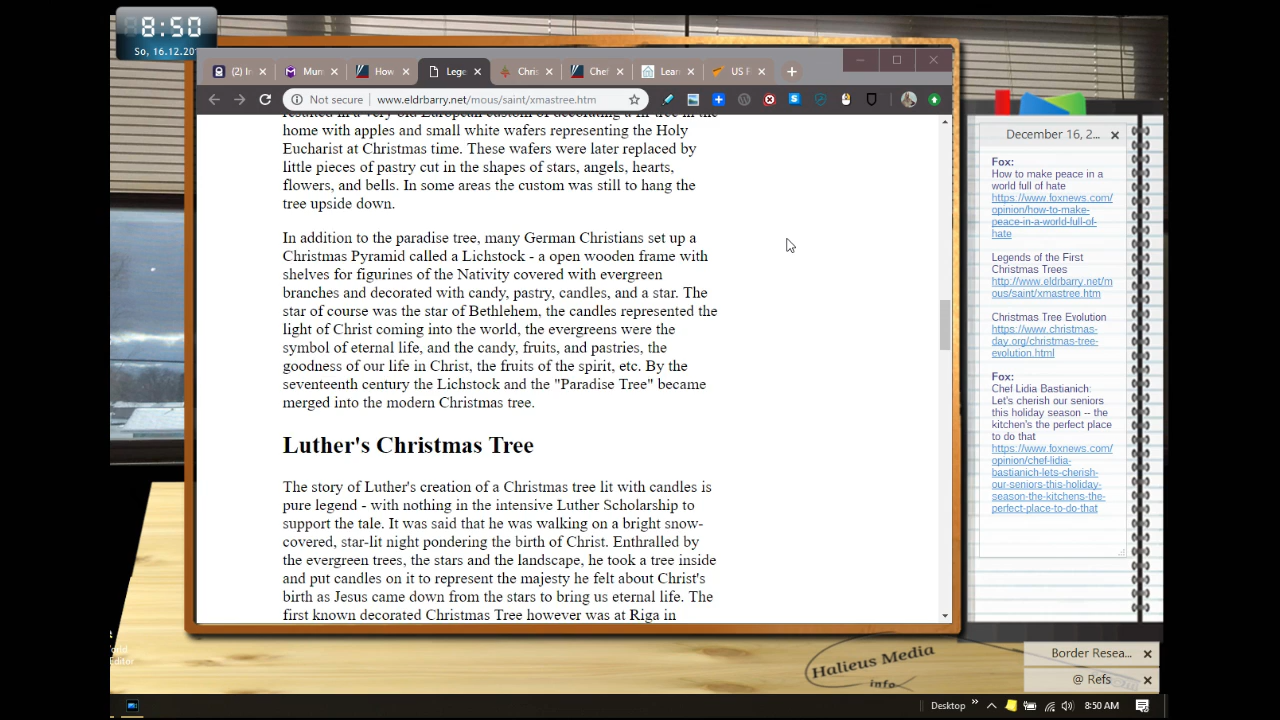 8:50
So, 16.12.20
(2) Ir
Mun
How
Lege
Chris
Chef
Lear
US F
Not secure
www.eldrbarry.net/mous/saint/xmastree.htm
home with apples and small white wafers representing the Holy
Eucharist at Christmas time. These wafers were later replaced by
little pieces of pastry cut in the shapes of stars, angels, hearts,
flowers, and bells. In some areas the custom was still to hang the
tree upside down.
In addition to the paradise tree, many German Christians set up a
Christmas Pyramid called a Lichstock - a open wooden frame with
shelves for figurines of the Nativity covered with evergreen
branches and decorated with candy, pastry, candles, and a star. The
star of course was the star of Bethlehem, the candles represented the
light of Christ coming into the world, the evergreens were the
symbol of eternal life, and the candy, fruits, and pastries, the
goodness of our life in Christ, the fruits of the spirit, etc. By the
seventeenth century the Lichstock and the "Paradise Tree" became
merged into the modern Christmas tree.
Luther's Christmas Tree
The story of Luther's creation of a Christmas tree lit with candles is
pure legend - with nothing in the intensive Luther Scholarship to
support the tale. It was said that he was walking on a bright snow-
covered, star-lit night pondering the birth of Christ. Enthralled by
the evergreen trees, the stars and the landscape, he took a tree inside
and put candles on it to represent the majesty he felt about Christ's
birth as Jesus came down from the stars to bring us eternal life. The
first known decorated Christmas Tree however was at Riga in
December 16, 2...
Fox:
How to make peace in a
world full of hate
https://www.foxnews.com/
opinion/how-to-make-
peace-in-a-world-full-of-
hate
Legends of the First
Christmas Trees
http://www.eldrbarry.net/m
ous/saint/xmastree.htm
Christmas Tree Evolution
https://www.christmas-
day.org/christmas-tree-
evolution.html
Fox:
Chef Lidia Bastianich:
Let's cherish our seniors
this holiday season -- the
kitchen's the perfect place
to do that
https://www.foxnews.com/
opinion/chef-lidia-
bastianich-lets-cherish-
our-seniors-this-holiday-
season-the-kitchens-the-
perfect-place-to-do-that
Border Resea...
@ Refs
Halieus Media
info
orld
Editor
Desktop
8:50 AM